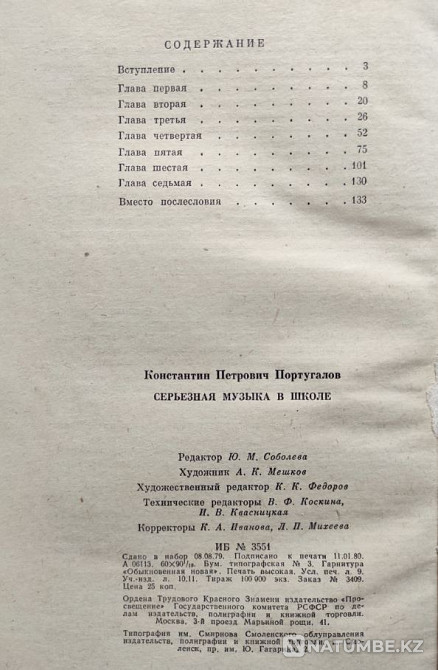 СОДЕРЖАНИЕ
Вступление . . . . . . . . . . 3
Глава первая . . . . . . . . . 8
Глава вторая . . . . . . . . . 20
Глава третья . . . . . . . . . 26
Глава четвертая . . . . . . . . 52
Глава пятая . . . . . . . . . 75
Глава шестая . . . . . . . . . 101
Глава седьмая . . . . . . . . . 130
Вместо послесловия . . . . . . . 133
Константин Петрович Португалов
СЕРЬЕЗНАЯ МУЗЫКА В ШКОЛЕ
Редактор Ю. М. Соболева
Художник А. К. Мешков
Художественный редактор К. К. Федоров
Технические редакторы В. Ф. Коскина,
И. В. Квасницкая
Корректоры К. А. Иванова, Л. П. Михеева
ИБ № 3551
Сдано в набор 08.08.79. Подписано к печати 11.01.80.
А 06113. 60×90¹/₁₆. Бум. типографская № 3. Гарнитура
«Обыкновенная новая». Печать высокая. Усл. печ. л. 9.
Уч.-изд. л. 10,11. Тираж 100 000 экз. Заказ № 3409.
Цена 25 коп.
Ордена Трудового Красного Знамени издательство «Про-
свещение» Государственного комитета РСФСР по де-
лам издательств, полиграфии и книжной торговли.
Москва, 3-й проезд Марьиной рощи, 41.
Типография им. Смирнова Смоленского облуправления
издательств, полиграфии и книжной торговли,
пр. им. Ю. Гагарина, 2
NATUMBE.KZ